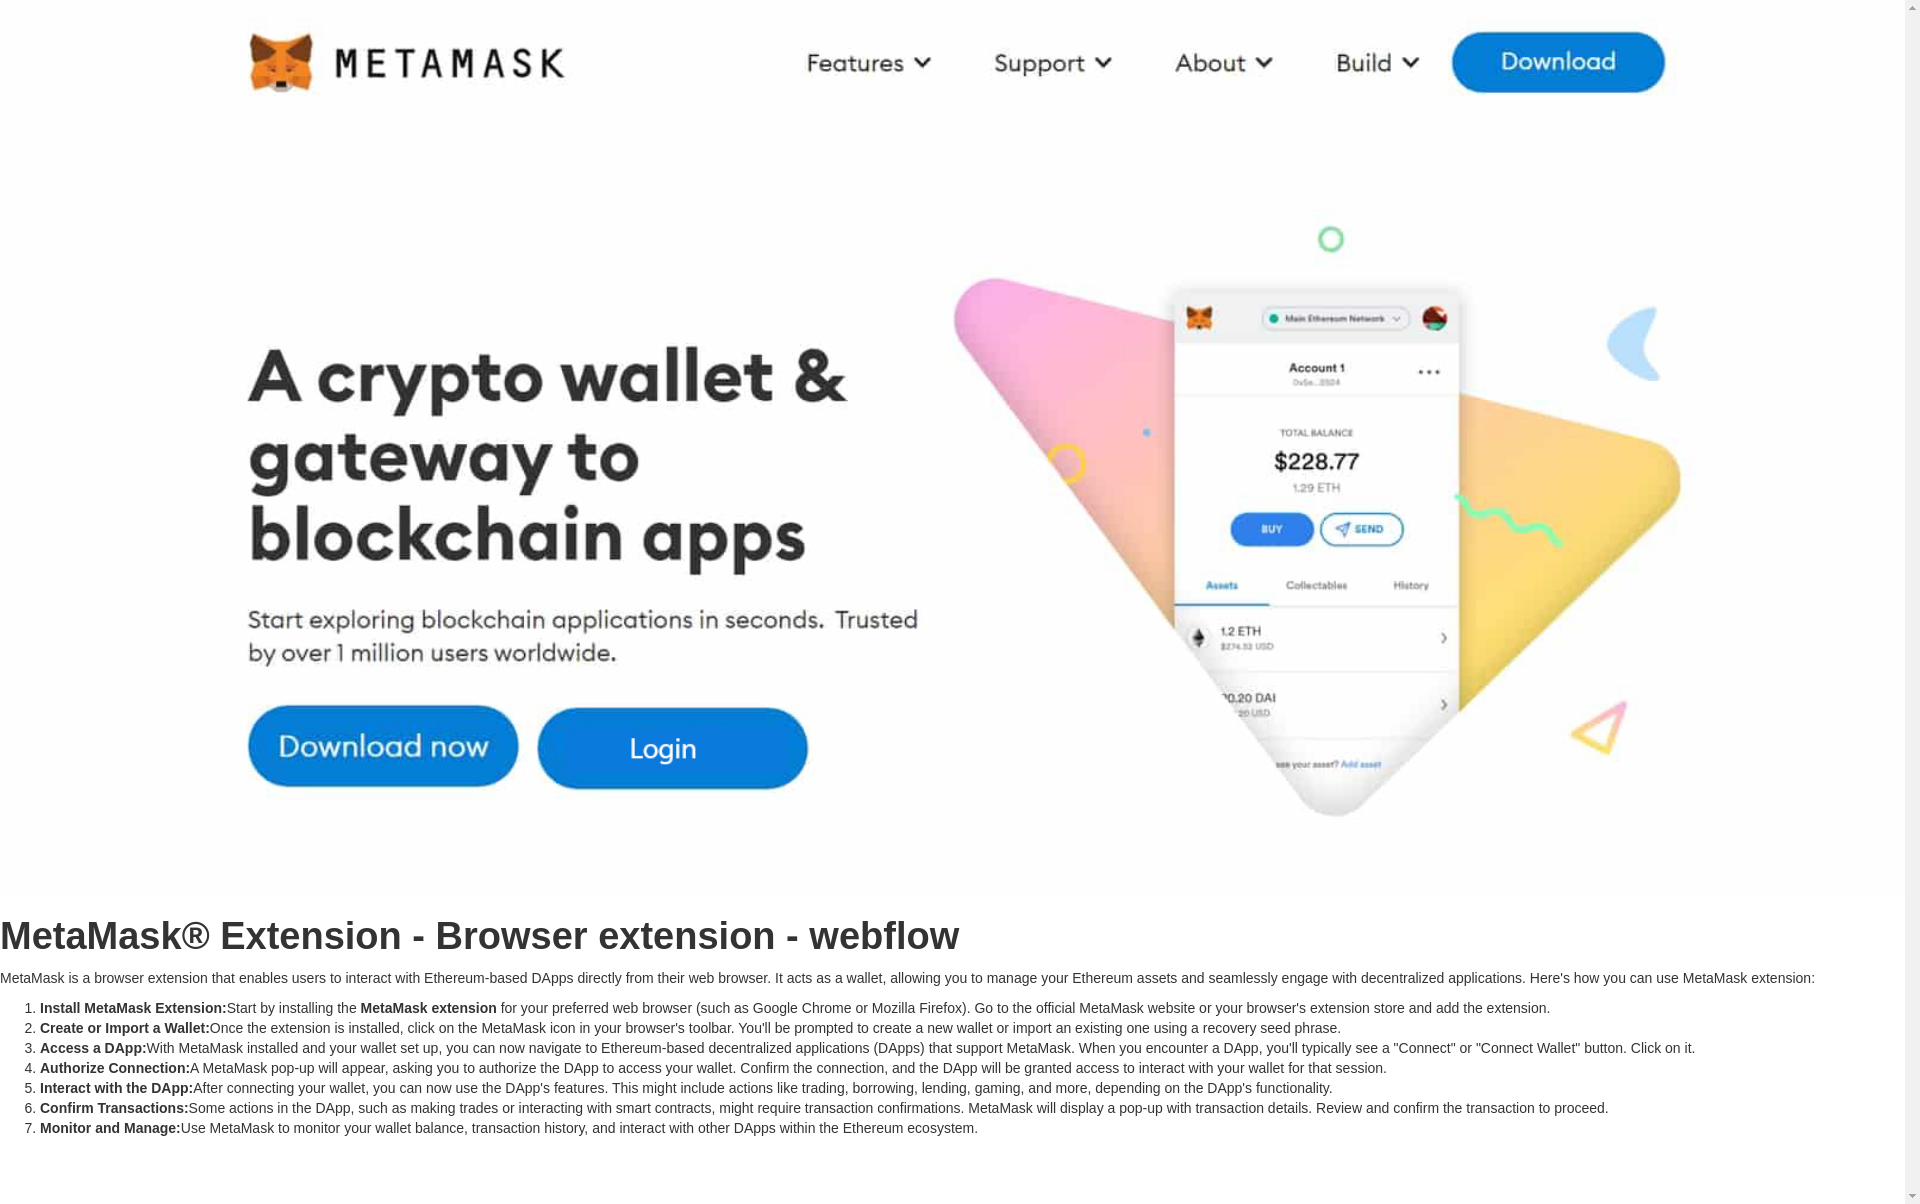 METAMASK
Features
Support
About
Build
Download
Main Ethereum Network
Account 1
TOTAL BALANCE
$228.77
1.29 ETH
BUY
SEND
Assets
Collectables
History
1.2 ETH
DAI
see your asset? Add asset
A crypto wallet &
gateway to
blockchain apps
Start exploring blockchain applications in seconds. Trusted
by over 1 million users worldwide.
Download now
Login
MetaMask® Extension - Browser extension - webflow
MetaMask is a browser extension that enables users to interact with Ethereum-based DApps directly from their web browser. It acts as a wallet, allowing you to manage your Ethereum assets and seamlessly engage with decentralized applications. Here's how you can use MetaMask extension:
1. Install MetaMask Extension:Start by installing the MetaMask extension for your preferred web browser (such as Google Chrome or Mozilla Firefox). Go to the official MetaMask website or your browser's extension store and add the extension.
2. Create or Import a Wallet:Once the extension is installed, click on the MetaMask icon in your browser's toolbar. You'll be prompted to create a new wallet or import an existing one using a recovery seed phrase.
3. Access a DApp:With MetaMask installed and your wallet set up, you can now navigate to Ethereum-based decentralized applications (DApps) that support MetaMask. When you encounter a DApp, you'll typically see a "Connect" or "Connect Wallet" button. Click on it.
4. Authorize Connection:A MetaMask pop-up will appear, asking you to authorize the DApp to access your wallet. Confirm the connection, and the DApp will be granted access to interact with your wallet for that session.
5. Interact with the DApp:After connecting your wallet, you can now use the DApp's features. This might include actions like trading, borrowing, lending, gaming, and more, depending on the DApp's functionality.
6. Confirm Transactions:Some actions in the DApp, such as making trades or interacting with smart contracts, might require transaction confirmations. MetaMask will display a pop-up with transaction details. Review and confirm the transaction to proceed.
7. Monitor and Manage:Use MetaMask to monitor your wallet balance, transaction history, and interact with other DApps within the Ethereum ecosystem.